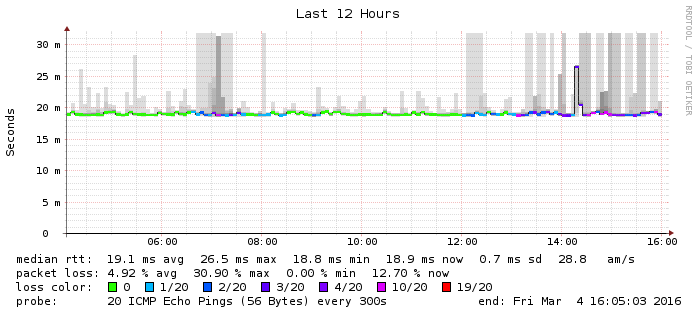 Last 12 Hours
RRDTOOL / TOBI OETIKER
Seconds
30 m
25 m
20 m
15 m
10 m
5 m
0
06:00 08:00 10:00 12:00 14:00 16:00
median rtt: 19.1 ms avg 26.5 ms max 18.8 ms min 18.9 ms now 0.7 ms sd 28.8 am/s
packet loss: 4.92 % avg 30.90 % max 0.00 % min 12.70 % now
loss color: 0 1/20 2/20 3/20 4/20 10/20 19/20
probe: 20 ICMP Echo Pings (56 Bytes) every 300s end: Fri Mar 4 16:05:03 2016